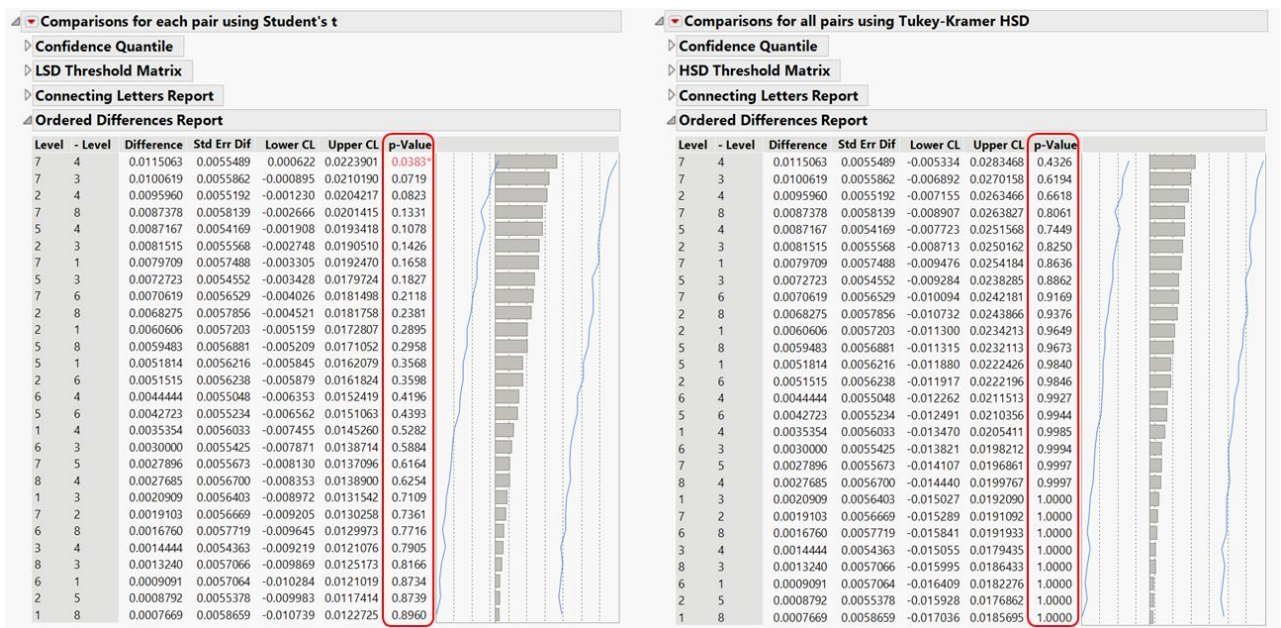 Comparisons for each pair using Student's t
Confidence Quantile
LSD Threshold Matrix
Connecting Letters Report
Ordered Differences Report
Level - Level Difference Std Err Dif Lower CL Upper CL p-Value
7 4 0.0115063 0.0055489 0.000622 0.0223901 0.0383*
7 3 0.0100619 0.0055862 -0.000895 0.0210190 0.0719
2 4 0.0095960 0.0055192 -0.001230 0.0204217 0.0823
7 8 0.0087378 0.0058139 -0.002666 0.0201415 0.1331
5 4 0.0087167 0.0054169 -0.001908 0.0193418 0.1078
2 3 0.0081515 0.0055568 -0.002748 0.0190510 0.1426
7 1 0.0079709 0.0057488 -0.003305 0.0192470 0.1658
5 3 0.0072723 0.0054552 -0.003428 0.0179724 0.1827
7 6 0.0070619 0.0056529 -0.004026 0.0181498 0.2118
2 8 0.0068275 0.0057856 -0.004521 0.0181758 0.2381
2 1 0.0060606 0.0057203 -0.005159 0.0172807 0.2895
5 8 0.0059483 0.0056881 -0.005209 0.0171052 0.2958
5 1 0.0051814 0.0056216 -0.005845 0.0162079 0.3568
2 6 0.0051515 0.0056238 -0.005879 0.0161824 0.3598
6 4 0.0044444 0.0055048 -0.006353 0.0152419 0.4196
5 6 0.0042723 0.0055234 -0.006562 0.0151063 0.4393
1 4 0.0035354 0.0056033 -0.007455 0.0145260 0.5282
6 3 0.0030000 0.0055425 -0.007871 0.0138714 0.5884
7 5 0.0027896 0.0055673 -0.008130 0.0137096 0.6164
8 4 0.0027685 0.0056700 -0.008353 0.0138900 0.6254
1 3 0.0020909 0.0056403 -0.008972 0.0131542 0.7109
7 2 0.0019103 0.0056669 -0.009205 0.0130258 0.7361
6 8 0.0016760 0.0057719 -0.009645 0.0129973 0.7716
3 4 0.0014444 0.0054363 -0.009219 0.0121076 0.7905
8 3 0.0013240 0.0057066 -0.009869 0.0125173 0.8166
6 1 0.0009091 0.0057064 -0.010284 0.0121019 0.8734
2 5 0.0008792 0.0055378 -0.009983 0.0117414 0.8739
1 8 0.0007669 0.0058659 -0.010739 0.0122725 0.8960
Comparisons for all pairs using Tukey-Kramer HSD
Confidence Quantile
HSD Threshold Matrix
Connecting Letters Report
Ordered Differences Report
Level - Level Difference Std Err Dif Lower CL Upper CL p-Value
7 4 0.0115063 0.0055489 -0.005334 0.0283468 0.4326
7 3 0.0100619 0.0055862 -0.006892 0.0270158 0.6194
2 4 0.0095960 0.0055192 -0.007155 0.0263466 0.6618
7 8 0.0087378 0.0058139 -0.008907 0.0263827 0.8061
5 4 0.0087167 0.0054169 -0.007723 0.0251568 0.7449
2 3 0.0081515 0.0055568 -0.008713 0.0250162 0.8250
7 1 0.0079709 0.0057488 -0.009476 0.0254184 0.8636
5 3 0.0072723 0.0054552 -0.009284 0.0238285 0.8862
7 6 0.0070619 0.0056529 -0.010094 0.0242181 0.9169
2 8 0.0068275 0.0057856 -0.010732 0.0243866 0.9376
2 1 0.0060606 0.0057203 -0.011300 0.0234213 0.9649
5 8 0.0059483 0.0056881 -0.011315 0.0232113 0.9673
5 1 0.0051814 0.0056216 -0.011880 0.0222426 0.9840
2 6 0.0051515 0.0056238 -0.011917 0.0222196 0.9846
6 4 0.0044444 0.0055048 -0.012262 0.0211513 0.9927
5 6 0.0042723 0.0055234 -0.012491 0.0210356 0.9944
1 4 0.0035354 0.0056033 -0.013470 0.0205411 0.9985
6 3 0.0030000 0.0055425 -0.013821 0.0198212 0.9994
7 5 0.0027896 0.0055673 -0.014107 0.0196861 0.9997
8 4 0.0027685 0.0056700 -0.014440 0.0199767 0.9997
1 3 0.0020909 0.0056403 -0.015027 0.0192090 1.0000
7 2 0.0019103 0.0056669 -0.015289 0.0191092 1.0000
6 8 0.0016760 0.0057719 -0.015841 0.0191933 1.0000
3 4 0.0014444 0.0054363 -0.015055 0.0179435 1.0000
8 3 0.0013240 0.0057066 -0.015995 0.0186433 1.0000
6 1 0.0009091 0.0057064 -0.016409 0.0182276 1.0000
2 5 0.0008792 0.0055378 -0.015928 0.0176862 1.0000
1 8 0.0007669 0.0058659 -0.017036 0.0185695 1.0000